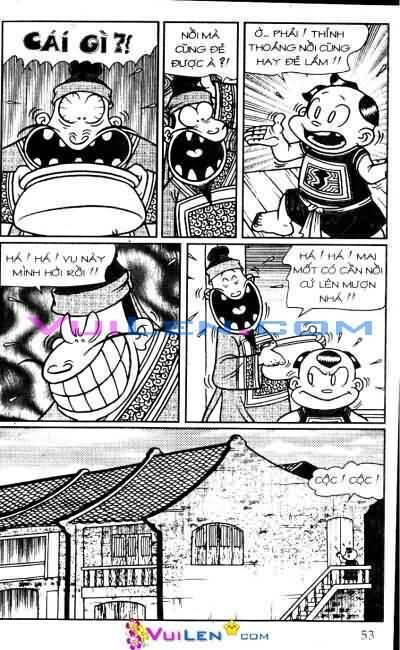 CÁI GÌ?!
NỒI MÀ
CŨNG ĐẺ
ĐƯỢC À?!
Ờ... PHẢI! THỈNH
THOẢNG NỒI CŨNG
HAY ĐẺ LẮM!!
HÁ! HÁ! VỤ NÀY
MÌNH HỜI RỒI!!
HÁ! HÁ! MAI
MỐT CÓ CẦN NỒI
CỨ LÊN MƯỢN
NHÁ!!
VUILEN.COM
CỘC! CỘC!
VUILEN.COM
53